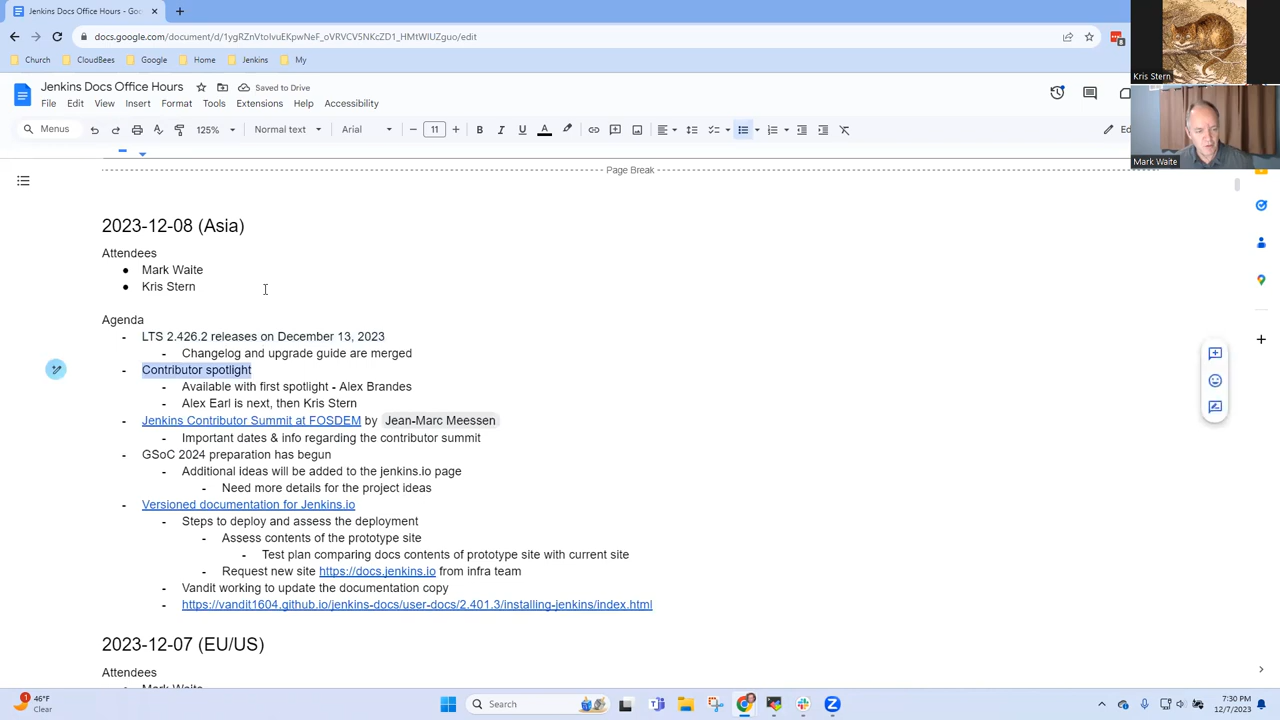 Jenkins Docs Office Hours - Goo
docs.google.com/document/d/1ygRZnVtoIvuEKpwNeF_oVRVCV5NKcZD1_HMtWIUZguo/edit
Church
CloudBees
Google
Home
Jenkins
My
Kris Stern
Jenkins Docs Office Hours
Saved to Drive
File Edit View Insert Format Tools Extensions Help Accessibility
Menus 125% Normal text Arial 11 B I U A
Mark Waite
Page Break
2023-12-08 (Asia)
Attendees
● Mark Waite
● Kris Stern
Agenda
- LTS 2.426.2 releases on December 13, 2023
- Changelog and upgrade guide are merged
- Contributor spotlight
- Available with first spotlight - Alex Brandes
- Alex Earl is next, then Kris Stern
- Jenkins Contributor Summit at FOSDEM by Jean-Marc Meessen
- Important dates & info regarding the contributor summit
- GSoC 2024 preparation has begun
- Additional ideas will be added to the jenkins.io page
- Need more details for the project ideas
- Versioned documentation for Jenkins.io
- Steps to deploy and assess the deployment
- Assess contents of the prototype site
- Test plan comparing docs contents of prototype site with current site
- Request new site https://docs.jenkins.io from infra team
- Vandit working to update the documentation copy
- https://vandit1604.github.io/jenkins-docs/user-docs/2.401.3/installing-jenkins/index.html
2023-12-07 (EU/US)
Attendees
46°F
Clear
Search
7:30 PM
12/7/2023